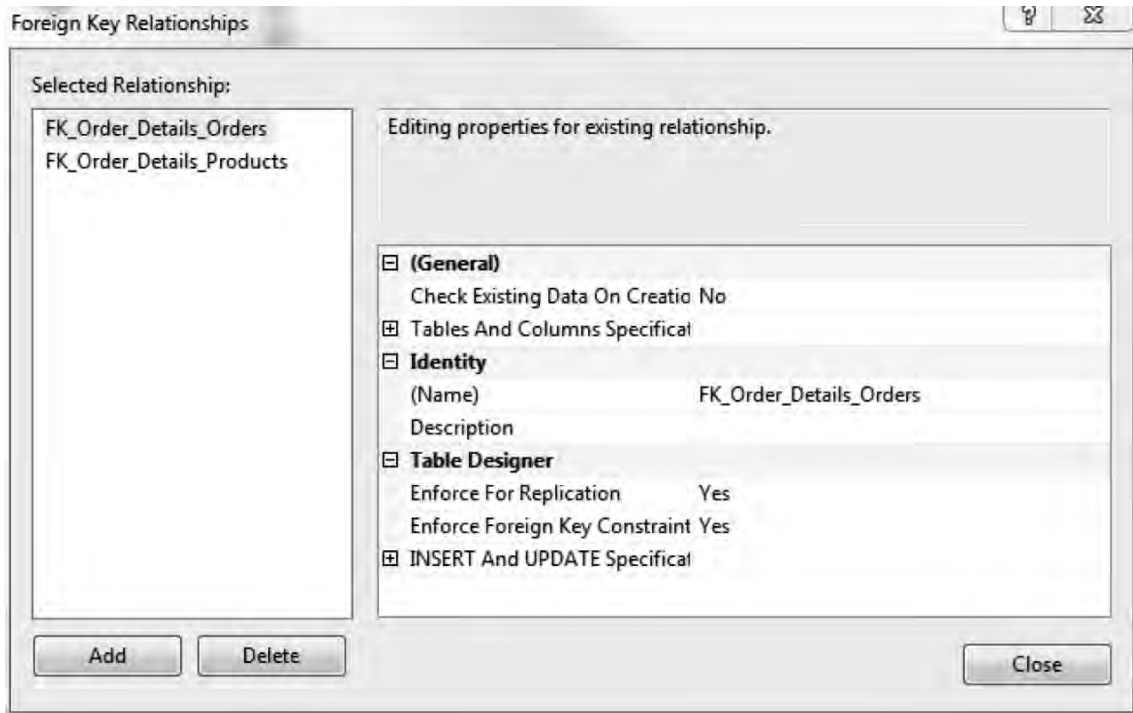 Foreign Key Relationships
Selected Relationship:
FK_Order_Details_Orders
FK_Order_Details_Products
Editing properties for existing relationship.
(General)
Check Existing Data On Creatio No
Tables And Columns Specificat
Identity
(Name) FK_Order_Details_Orders
Description
Table Designer
Enforce For Replication Yes
Enforce Foreign Key Constraint Yes
INSERT And UPDATE Specificat
Add Delete
Close